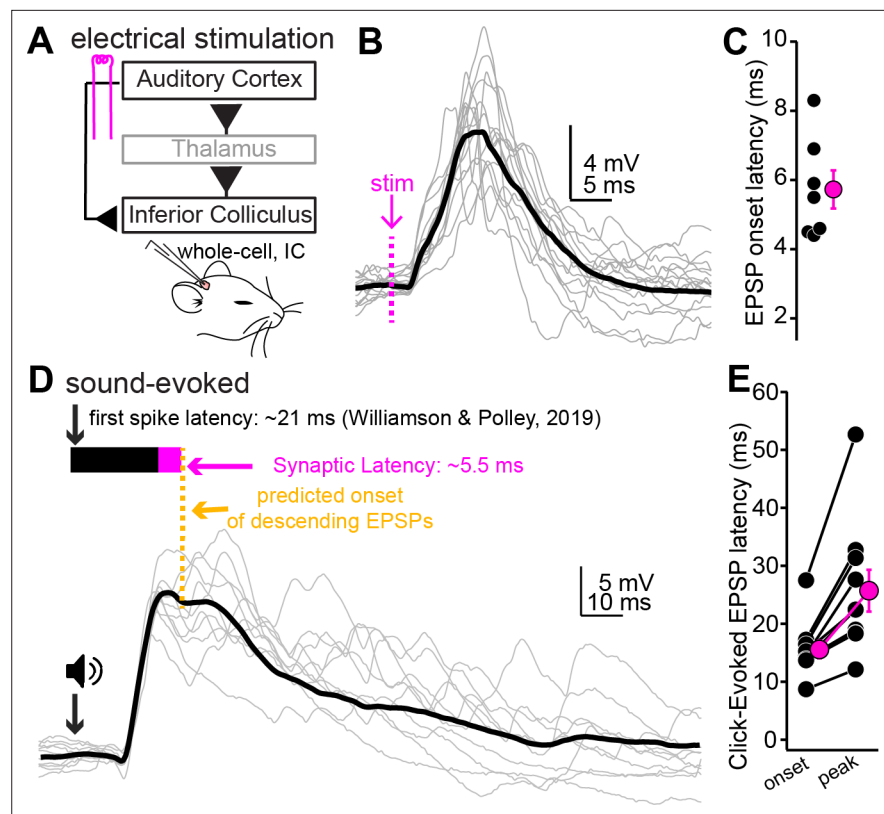 A electrical stimulation
Auditory Cortex
Thalamus
Inferior Colliculus
whole-cell, IC
B
stim
4 mV
5 ms
C
EPSP onset latency (ms)
10
8
6
4
2
D sound-evoked
first spike latency: ~21 ms (Williamson & Polley, 2019)
Synaptic Latency: ~5.5 ms
predicted onset
of descending EPSPs
5 mV
10 ms
E
Click-Evoked EPSP latency (ms)
60
50
40
30
20
10
0
onset
peak